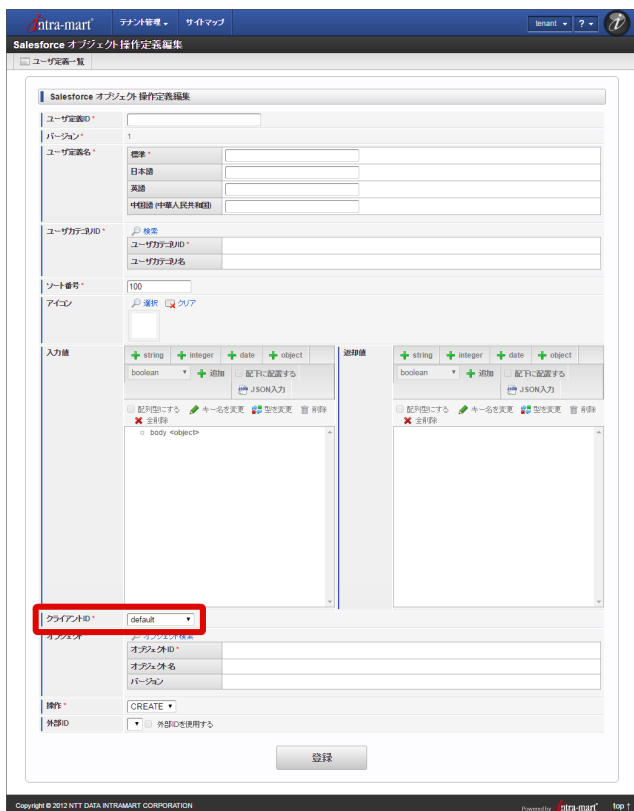 intra-mart® テナント管理 サイトマップ tenant ?
Salesforce オブジェクト操作定義編集
ユーザ定義一覧
Salesforce オブジェクト操作定義編集
ユーザ定義ID *
バージョン * 1
ユーザ定義名 * 標準 *
日本語
英語
中国語 (中華人民共和国)
ユーザカテゴリID * 検索
ユーザカテゴリID *
ユーザカテゴリ名
ソート番号 * 100
アイコン 選択 クリア
入力値 string integer date object 返却値 string integer date object
boolean 追加 配下に配置する boolean 追加 配下に配置する
JSON入力 JSON入力
配列型にする キー名を変更 型を変更 削除 配列型にする キー名を変更 型を変更 削除
全削除 全削除
body <object>
クライアントID * default
オブジェクト オブジェクト検索
オブジェクトID *
オブジェクト名
バージョン
操作 * CREATE
外部ID 外部IDを使用する
登録
Copyright © 2012 NTT DATA INTRAMART CORPORATION Powered by intra-mart® top ↑